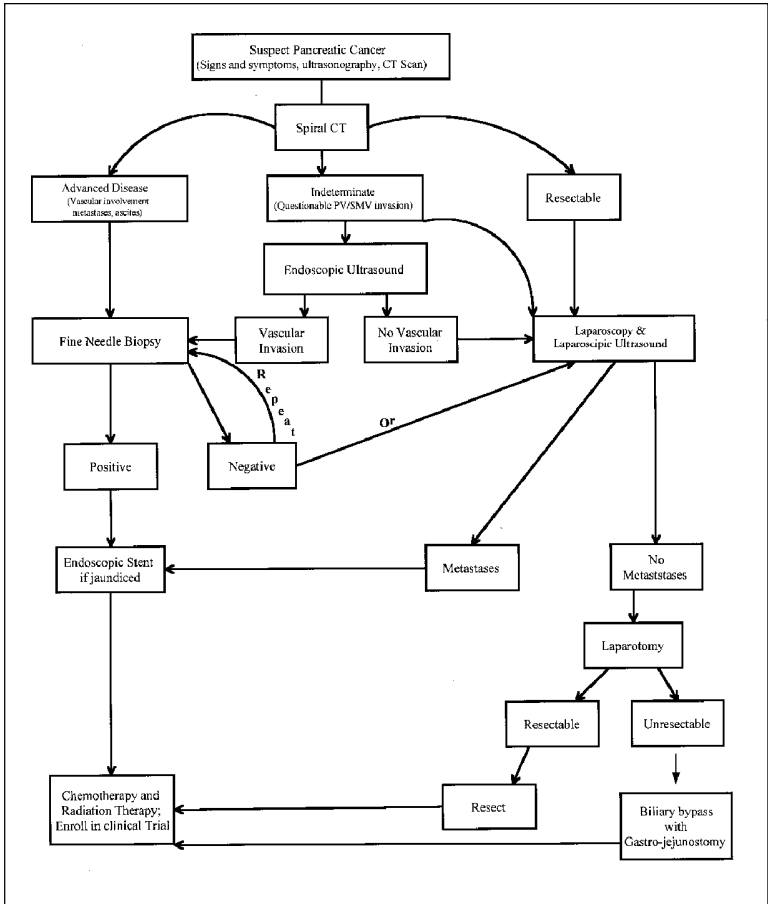 Suspect Pancreatic Cancer
(Signs and symptoms, ultrasonography, CT Scan)
Spiral CT
Advanced Disease
(Vascular involvement
metastases, ascites)
Indeterminate
(Questionable PV/SMV invasion)
Resectable
Endoscopic Ultrasound
Fine Needle Biopsy
Vascular
Invasion
No Vascular
Invasion
Laparoscopy &
Laparoscipic Ultrasound
Repeat
Or
Positive
Negative
Endoscopic Stent
if jaundiced
Metastases
No
Metaststases
Laparotomy
Resectable
Unresectable
Chemotherapy and
Radiation Therapy;
Enroll in clinical Trial
Resect
Biliary bypass
with
Gastro-jejunostomy